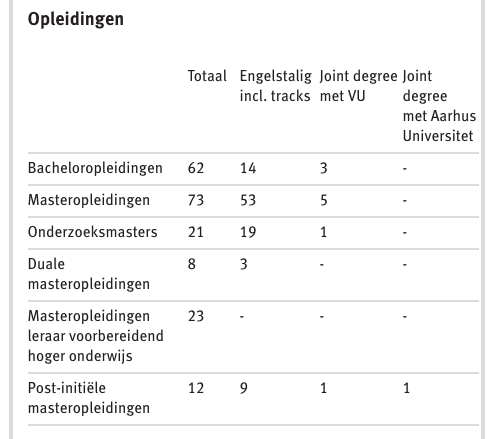 Opleidingen
Totaal Engelstalig Joint degree Joint
incl. tracks met VU degree
met Aarhus
Universitet
Bacheloropleidingen 62 14 3 -
Masteropleidingen 73 53 5 -
Onderzoeksmasters 21 19 1 -
Duale 8 3 - -
masteropleidingen
Masteropleidingen 23 - - -
leraar voorbereidend
hoger onderwijs
Post-initiële 12 9 1 1
masteropleidingen